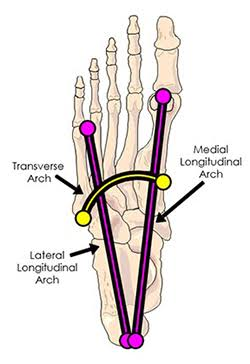 Transverse
Arch
Medial
Longitudinal
Arch
Lateral
Longitudinal
Arch